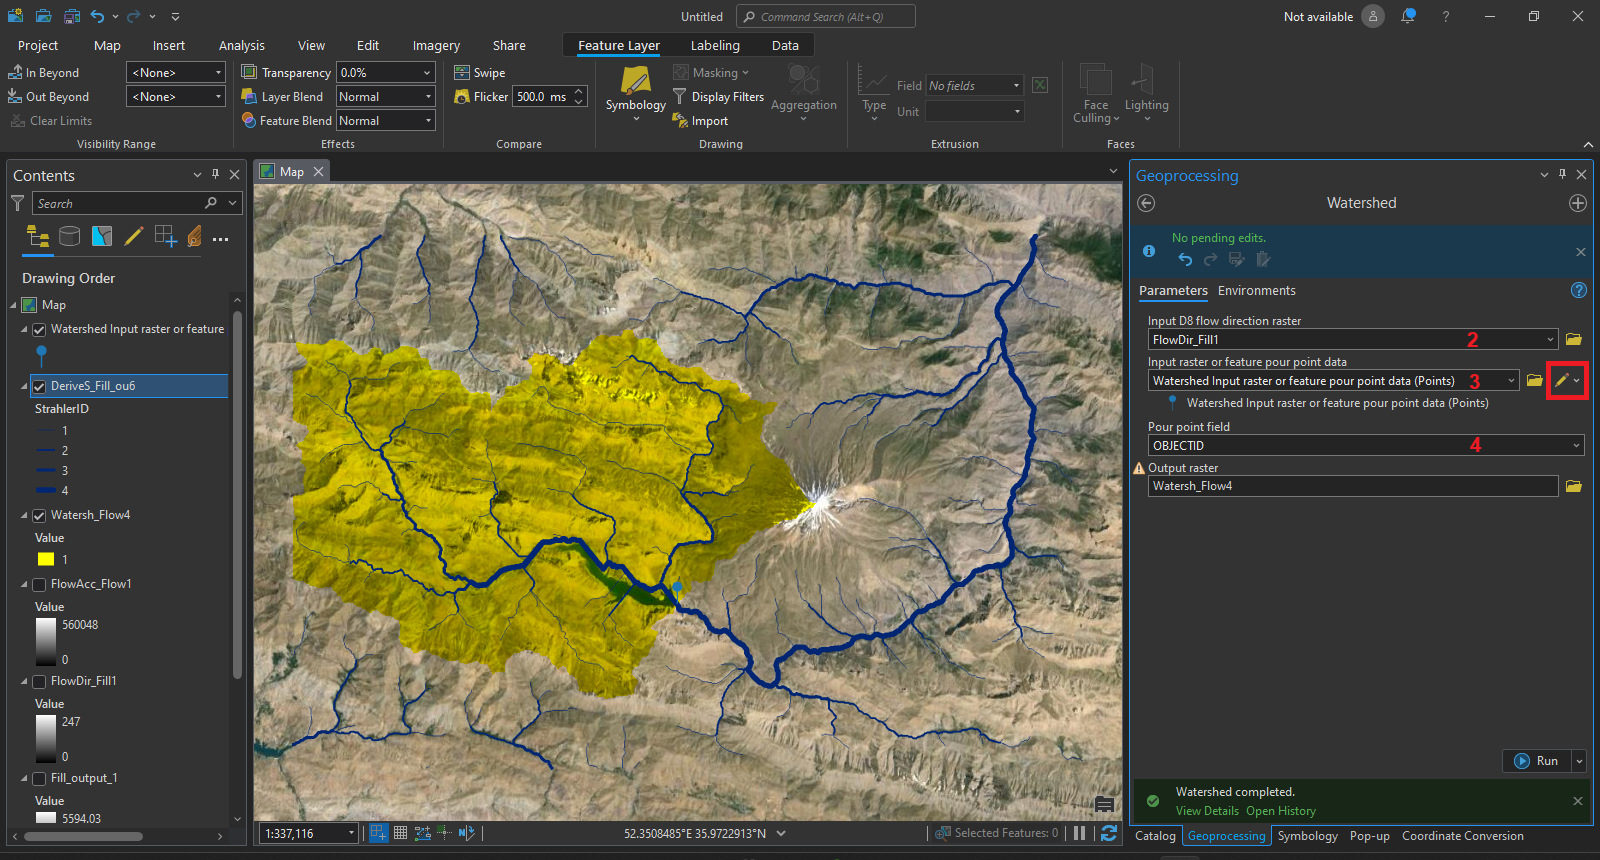 Untitled
Command Search (Alt+Q)
Not available
?
Project
Map
Insert
Analysis
View
Edit
Imagery
Share
Feature Layer
Labeling
Data
In Beyond
<None>
Out Beyond
<None>
Clear Limits
Visibility Range
Transparency
0.0%
Layer Blend
Normal
Feature Blend
Normal
Effects
Swipe
Flicker
500.0 ms
Compare
Symbology
Masking
Display Filters
Import
Aggregation
Drawing
Type
Field
No fields
Unit
Extrusion
Face
Culling
Lighting
Faces
Contents
Search
Drawing Order
Map
Watershed Input raster or feature
DeriveS_Fill_ou6
StrahlerID
1
2
3
4
Watersh_Flow4
Value
1
FlowAcc_Flow1
Value
560048
0
FlowDir_Fill1
Value
247
0
Fill_output_1
Value
5594.03
Map
1:337,116
52.3508485°E 35.9722913°N
Selected Features: 0
Geoprocessing
Watershed
No pending edits.
Parameters
Environments
?
Input D8 flow direction raster
FlowDir_Fill1
2
Input raster or feature pour point data
Watershed Input raster or feature pour point data (Points)
3
Watershed Input raster or feature pour point data (Points)
Pour point field
OBJECTID
4
Output raster
Watersh_Flow4
Run
Watershed completed.
View Details Open History
Catalog
Geoprocessing
Symbology
Pop-up
Coordinate Conversion